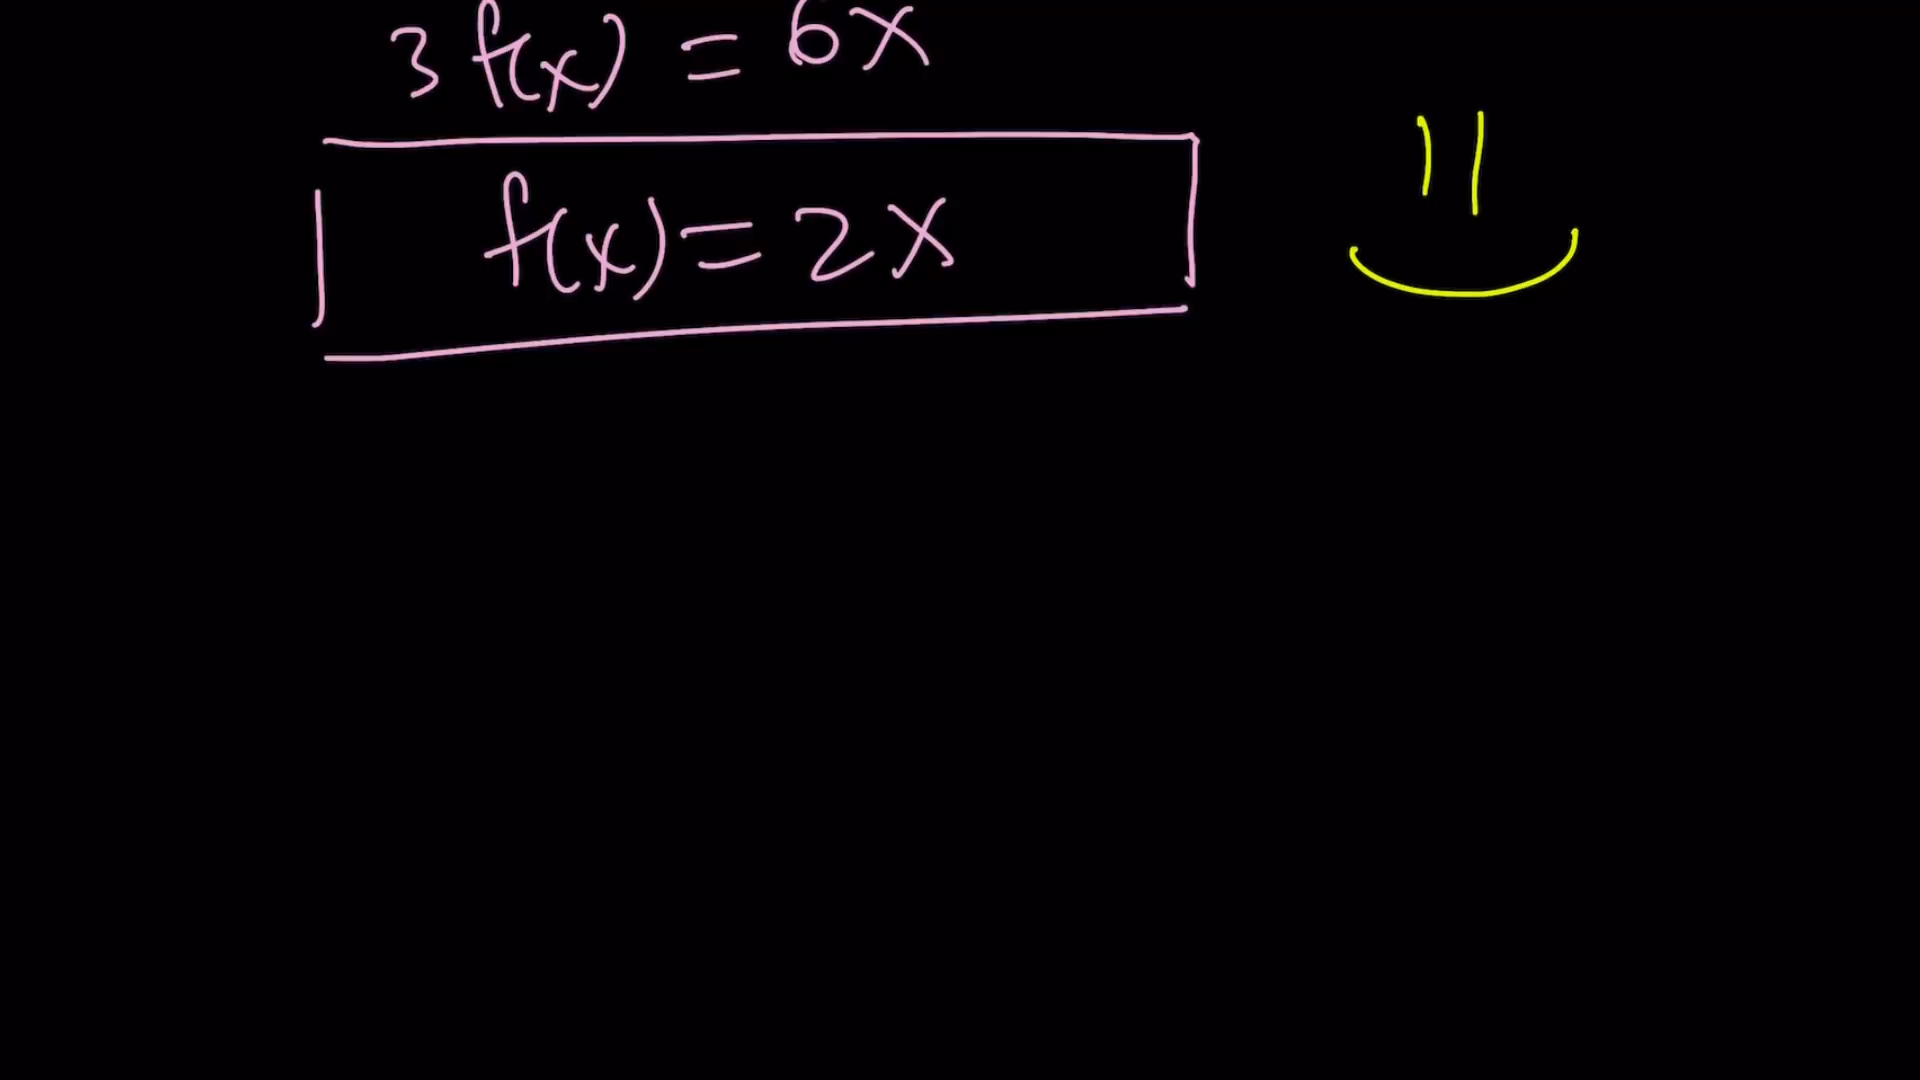 3 f(x) = 6x
f(x) = 2x